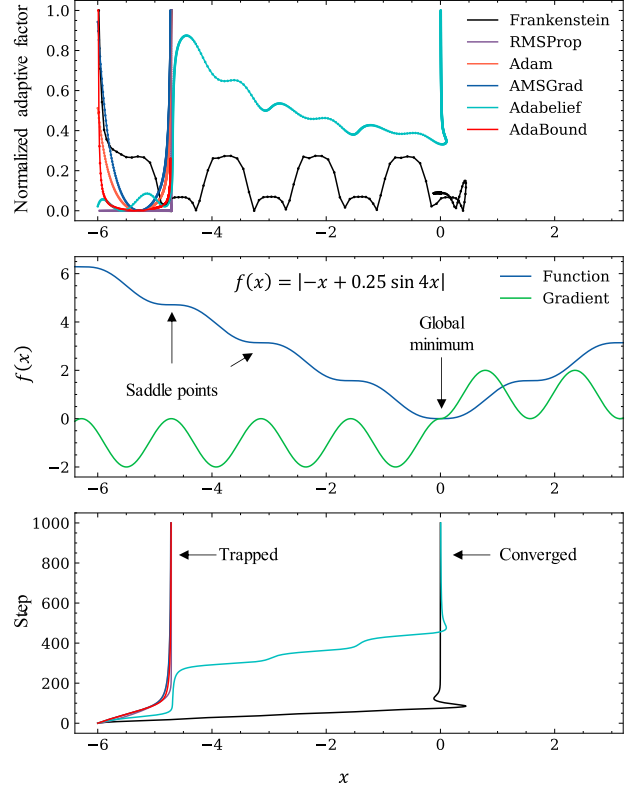 Normalized adaptive factor
1.0
0.8
0.6
0.4
0.2
0.0
Frankenstein
RMSProp
Adam
AMSGrad
Adabelief
AdaBound
−6
−4
−2
0
2
f(x)
6
4
2
0
−2
f(x) = |−x + 0.25 sin 4x|
Function
Gradient
Global
minimum
Saddle points
−6
−4
−2
0
2
Step
1000
800
600
400
200
0
Trapped
Converged
−6
−4
−2
0
2
x